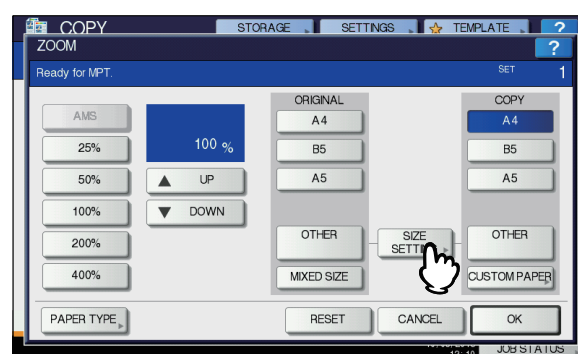 COPY STORAGE SETTINGS TEMPLATE ?
ZOOM ?
Ready for MPT. SET 1
ORIGINAL COPY
AMS A4 A4
25% 100 % B5 B5
50% UP A5 A5
100% DOWN
200% OTHER SIZE OTHER
400% MIXED SIZE CUSTOM PAPER
PAPER TYPE RESET CANCEL OK
JOB STATUS